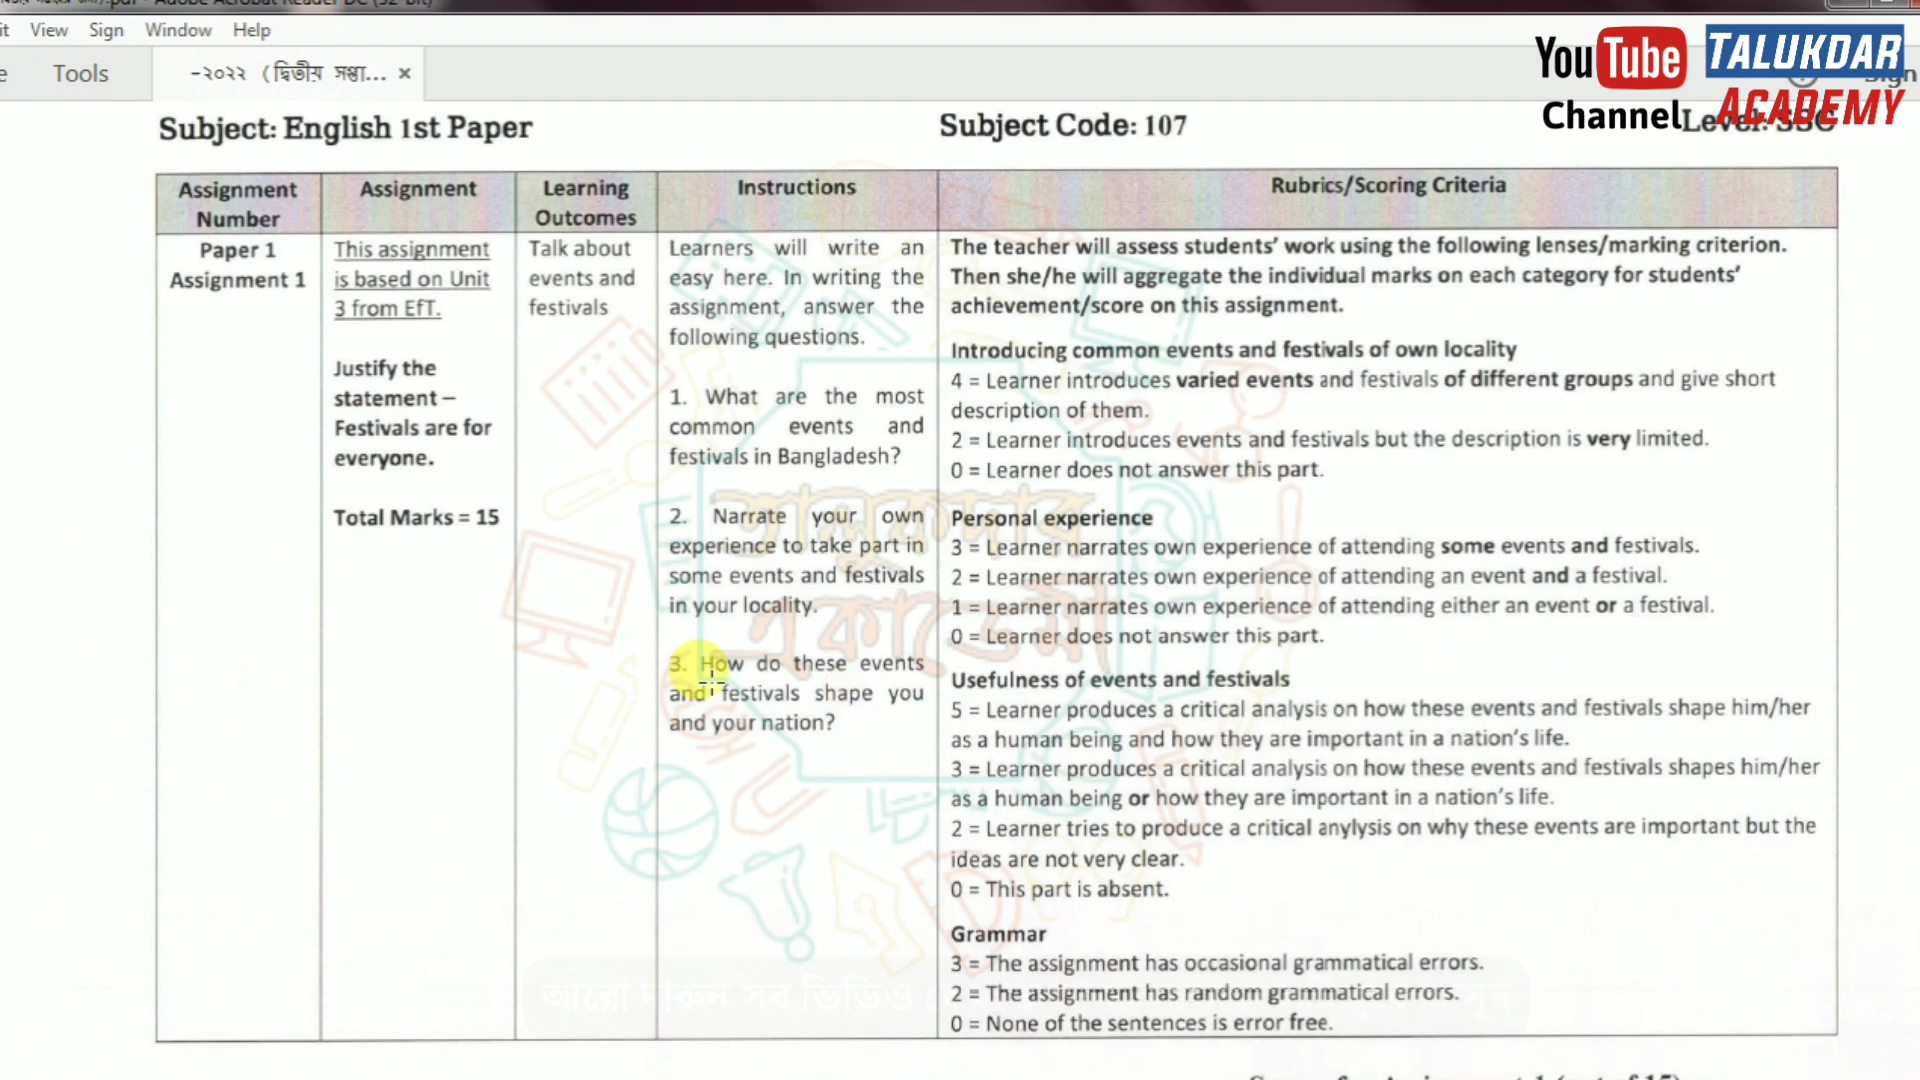 it View Sign Window Help
e Tools -২০২২ (দ্বিতীয় সপ্তা... ×
YouTube TALUKDAR
Channel ACADEMY
Sign
Subject: English 1st Paper Subject Code: 107 Level: SSC
Assignment Number
Assignment
Learning Outcomes
Instructions
Rubrics/Scoring Criteria
Paper 1
Assignment 1
This assignment
is based on Unit
3 from EfT.
Justify the
statement –
Festivals are for
everyone.
Total Marks = 15
Talk about
events and
festivals
Learners will write an
easy here. In writing the
assignment, answer the
following questions.
1. What are the most
common events and
festivals in Bangladesh?
2. Narrate your own
experience to take part in
some events and festivals
in your locality.
3. How do these events
and festivals shape you
and your nation?
The teacher will assess students’ work using the following lenses/marking criterion.
Then she/he will aggregate the individual marks on each category for students’
achievement/score on this assignment.
Introducing common events and festivals of own locality
4 = Learner introduces varied events and festivals of different groups and give short
description of them.
2 = Learner introduces events and festivals but the description is very limited.
0 = Learner does not answer this part.
Personal experience
3 = Learner narrates own experience of attending some events and festivals.
2 = Learner narrates own experience of attending an event and a festival.
1 = Learner narrates own experience of attending either an event or a festival.
0 = Learner does not answer this part.
Usefulness of events and festivals
5 = Learner produces a critical analysis on how these events and festivals shape him/her
as a human being and how they are important in a nation’s life.
3 = Learner produces a critical analysis on how these events and festivals shapes him/her
as a human being or how they are important in a nation’s life.
2 = Learner tries to produce a critical anylysis on why these events are important but the
ideas are not very clear.
0 = This part is absent.
Grammar
3 = The assignment has occasional grammatical errors.
2 = The assignment has random grammatical errors.
0 = None of the sentences is error free.
তালুকদার
একাডেমী
আরো দারুন সব ভিডিও